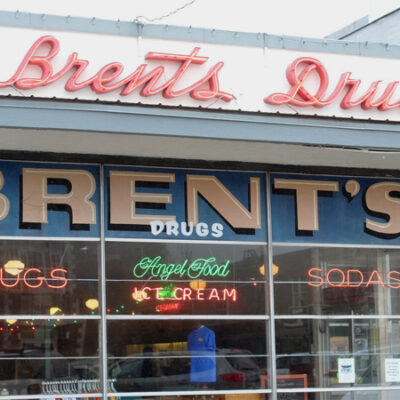 Brents Dru
BRENT'S
DRUGS
UGS
Angel Food
ICE CREAM
SODAS